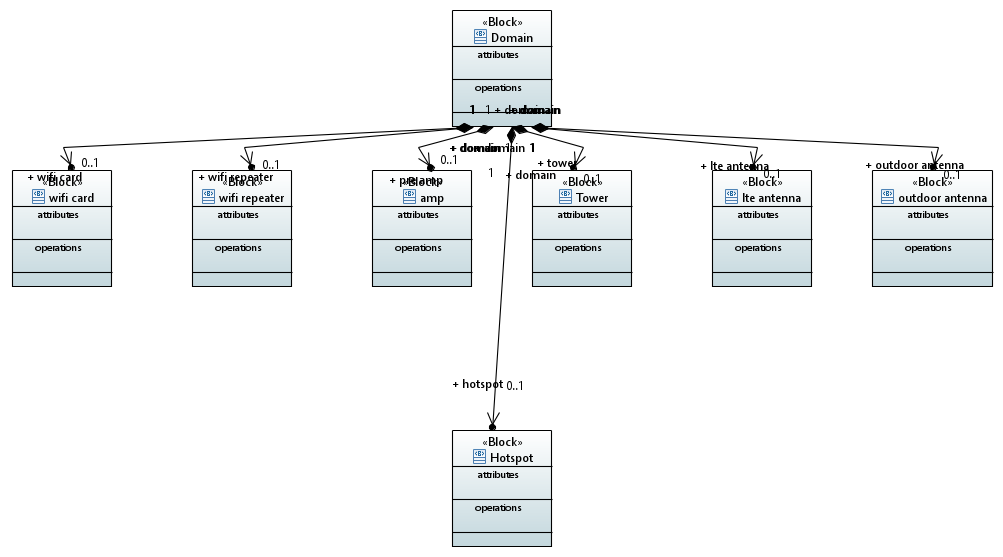 «Block»
Domain
attributes
operations
1
1
+ domain
+ domain
+ domain
+ domain
1
1
+ domain
+ wifi card
0..1
+ wifi repeater
0..1
0..1
+ tower
0..1
+ lte antenna
0..1
+ outdoor antenna
0..1
«Block»
wifi card
attributes
operations
«Block»
wifi repeater
attributes
operations
«Block»
amp
attributes
operations
«Block»
Tower
attributes
operations
«Block»
lte antenna
attributes
operations
«Block»
outdoor antenna
attributes
operations
+ hotspot
0..1
«Block»
Hotspot
attributes
operations